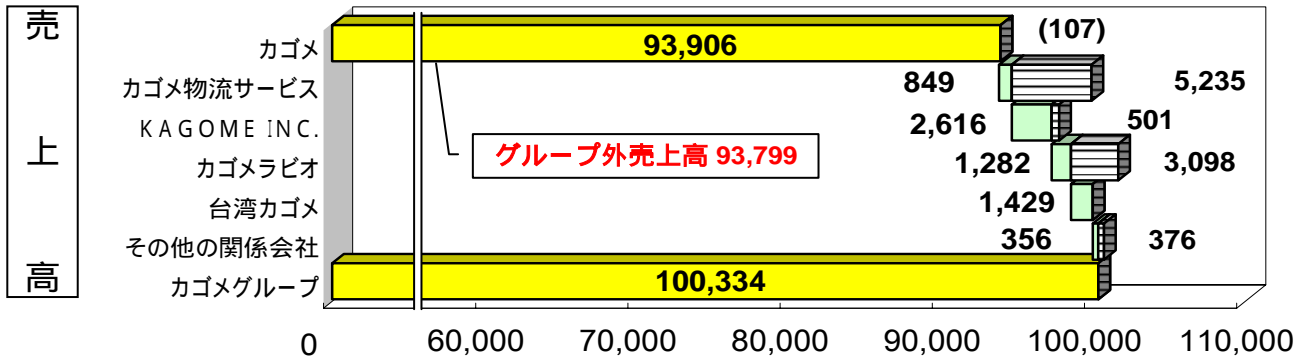 売上高
カゴメ
93,906
(107)
カゴメ物流サービス
849
5,235
KAGOME INC.
2,616
501
グループ外売上高 93,799
カゴメラビオ
1,282
3,098
台湾カゴメ
1,429
その他の関係会社
356
376
カゴメグループ
100,334
0
60,000
70,000
80,000
90,000
100,000
110,000